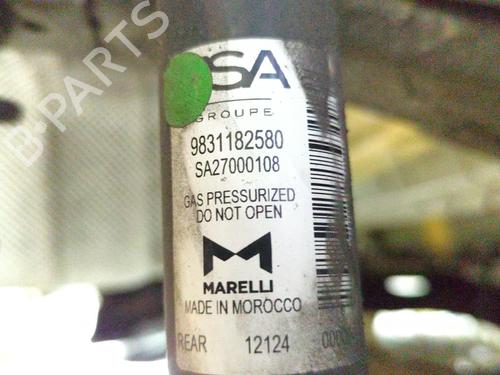 B-PARTS
SA
GROUPE
9831182580
SA27000108
GAS PRESSURIZED
DO NOT OPEN
MARELLI
MADE IN MOROCCO
REAR 12124